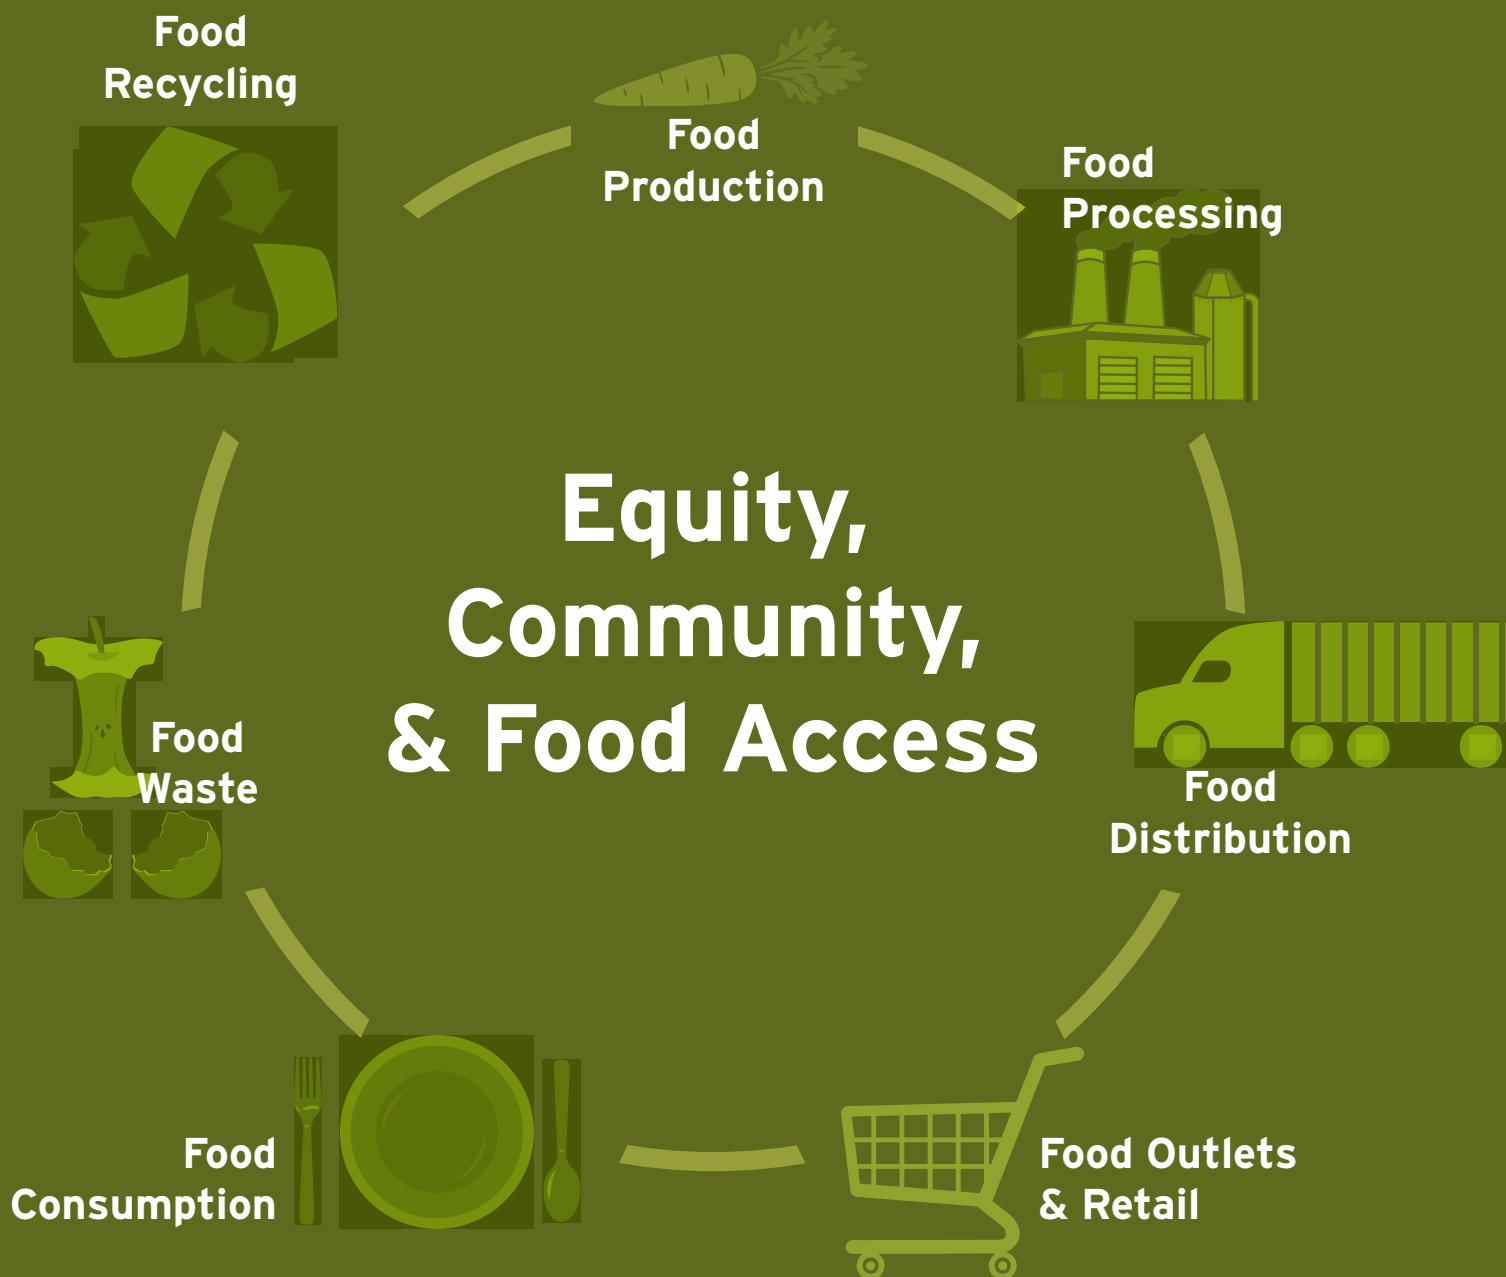 Food
Recycling
Food
Production
Food
Processing
Equity,
Community,
& Food Access
Food
Waste
Food
Distribution
Food
Consumption
Food Outlets
& Retail